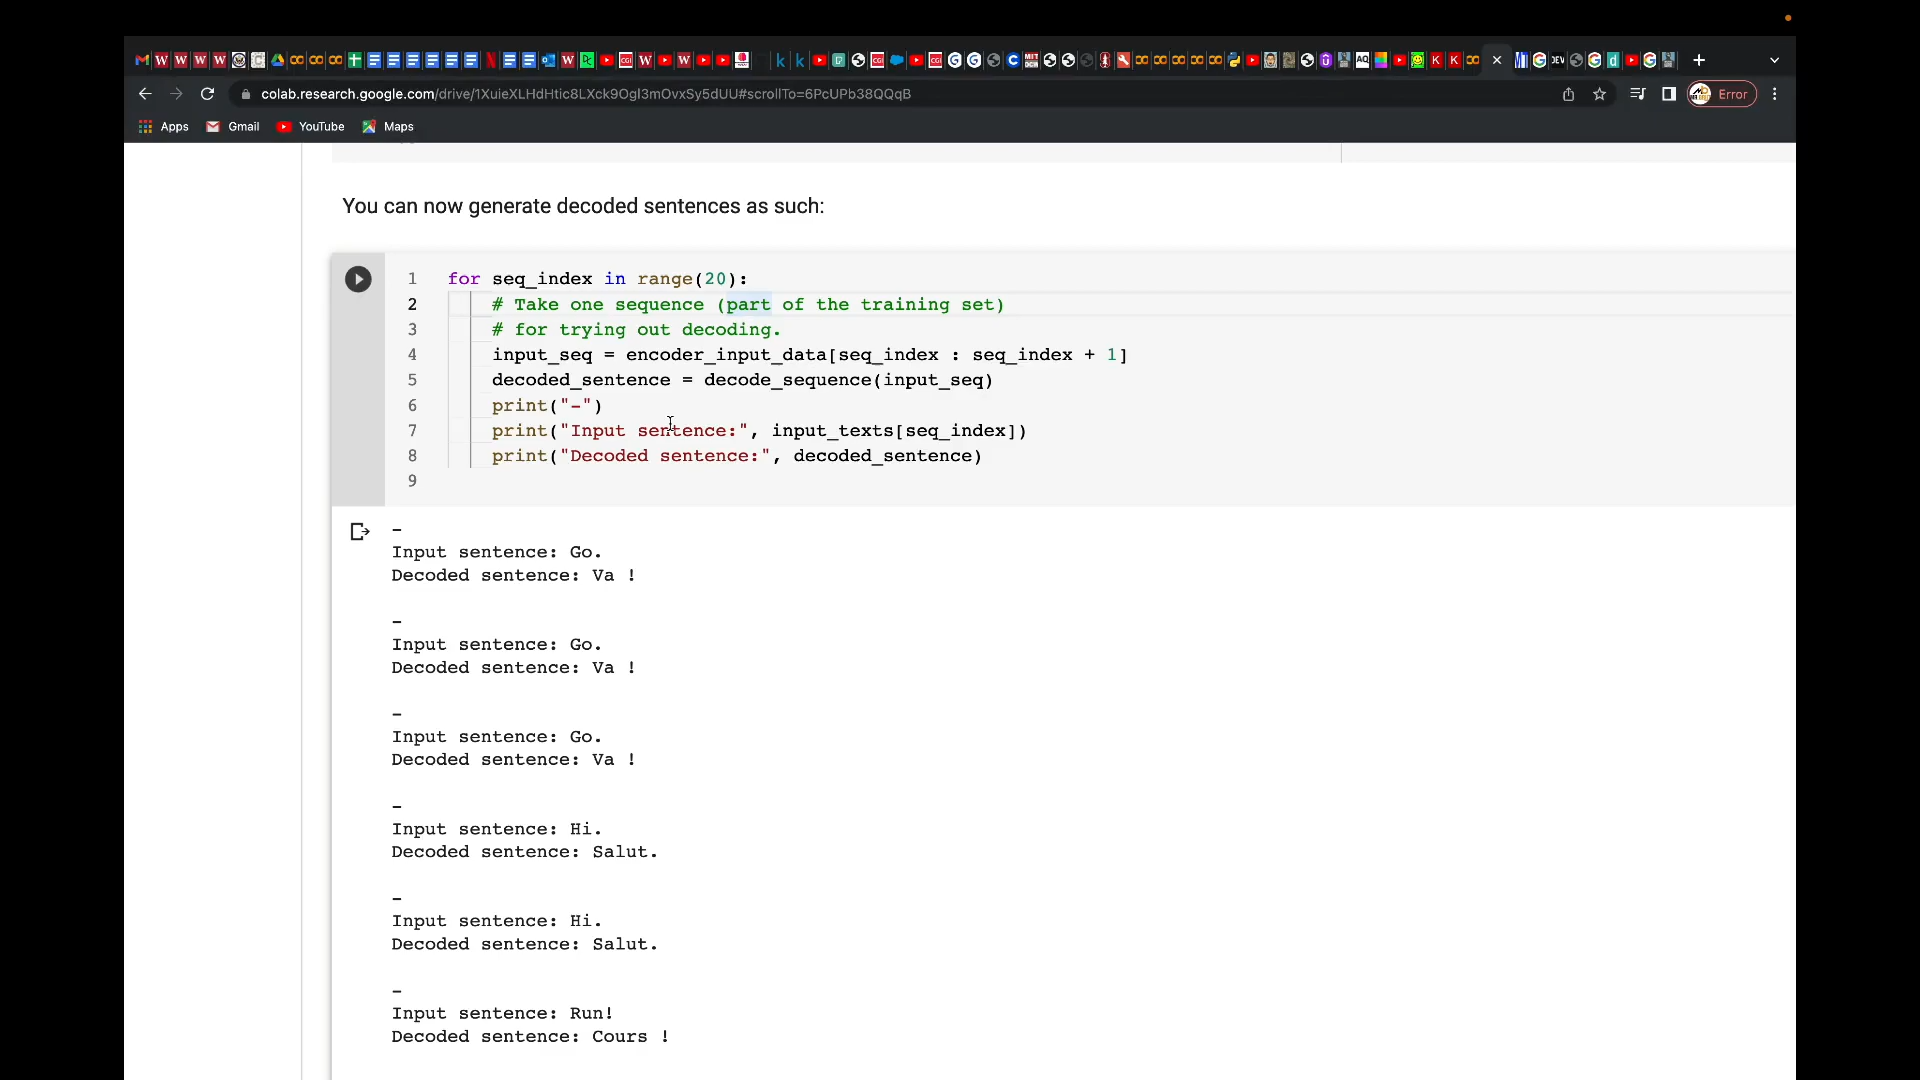 colab.research.google.com/drive/1XuieXLHdHtic8LXck9Ogl3mOvxSy5dUU#scrollTo=6PcUPb38QQqB
Error
Apps
Gmail
YouTube
Maps
You can now generate decoded sentences as such:
1 for seq_index in range(20):
2 # Take one sequence (part of the training set)
3 # for trying out decoding.
4 input_seq = encoder_input_data[seq_index : seq_index + 1]
5 decoded_sentence = decode_sequence(input_seq)
6 print("-")
7 print("Input sentence:", input_texts[seq_index])
8 print("Decoded sentence:", decoded_sentence)
9
-
Input sentence: Go.
Decoded sentence: Va !
-
Input sentence: Go.
Decoded sentence: Va !
-
Input sentence: Go.
Decoded sentence: Va !
-
Input sentence: Hi.
Decoded sentence: Salut.
-
Input sentence: Hi.
Decoded sentence: Salut.
-
Input sentence: Run!
Decoded sentence: Cours !